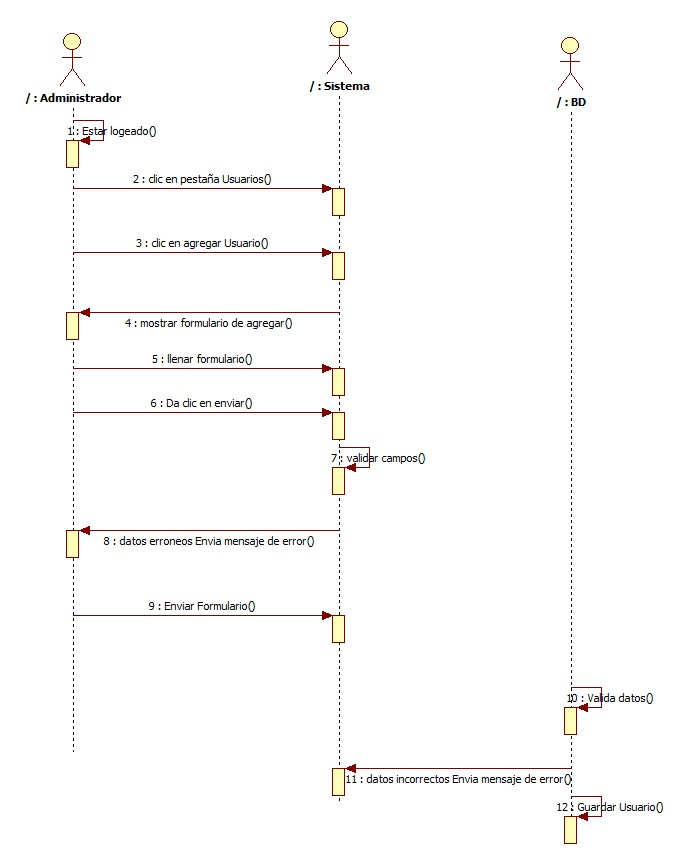 / : Administrador
/ : Sistema
/ : BD
1 : Estar logeado()
2 : clic en pestaña Usuarios()
3 : clic en agregar Usuario()
4 : mostrar formulario de agregar()
5 : llenar formulario()
6 : Da clic en enviar()
7 : validar campos()
8 : datos erroneos Envia mensaje de error()
9 : Enviar Formulario()
10 : Valida datos()
11 : datos incorrectos Envia mensaje de error()
12 : Guardar Usuario()